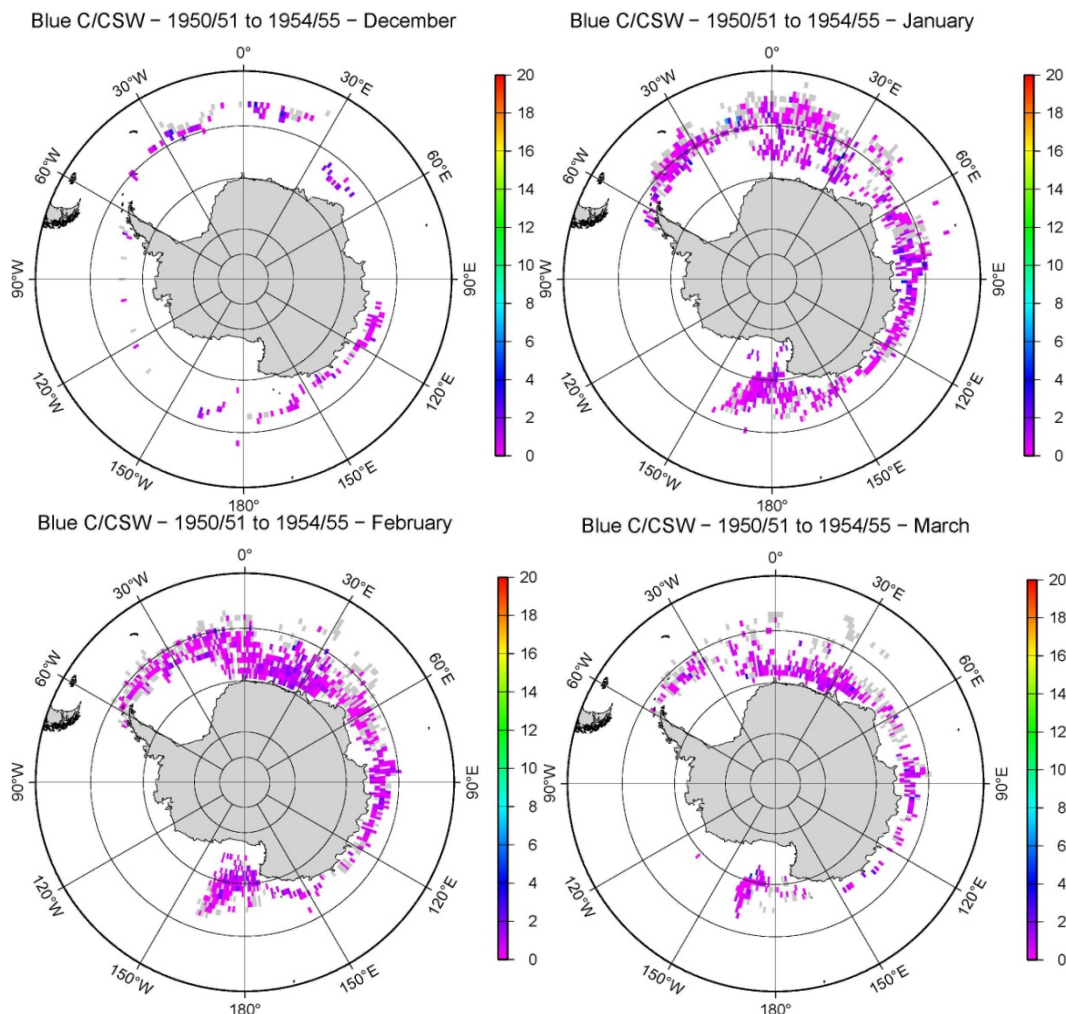 Blue C/CSW – 1950/51 to 1954/55 – December
0°
30°W
30°E
60°W
60°E
90°W
90°E
120°W
120°E
150°W
150°E
180°
20
18
16
14
12
10
8
6
4
2
0
Blue C/CSW – 1950/51 to 1954/55 – January
0°
30°W
30°E
60°W
60°E
90°W
90°E
120°W
120°E
150°W
150°E
180°
20
18
16
14
12
10
8
6
4
2
0
Blue C/CSW – 1950/51 to 1954/55 – February
0°
30°W
30°E
60°W
60°E
90°W
90°E
120°W
120°E
150°W
150°E
180°
20
18
16
14
12
10
8
6
4
2
0
Blue C/CSW – 1950/51 to 1954/55 – March
0°
30°W
30°E
60°W
60°E
90°W
90°E
120°W
120°E
150°W
150°E
180°
20
18
16
14
12
10
8
6
4
2
0